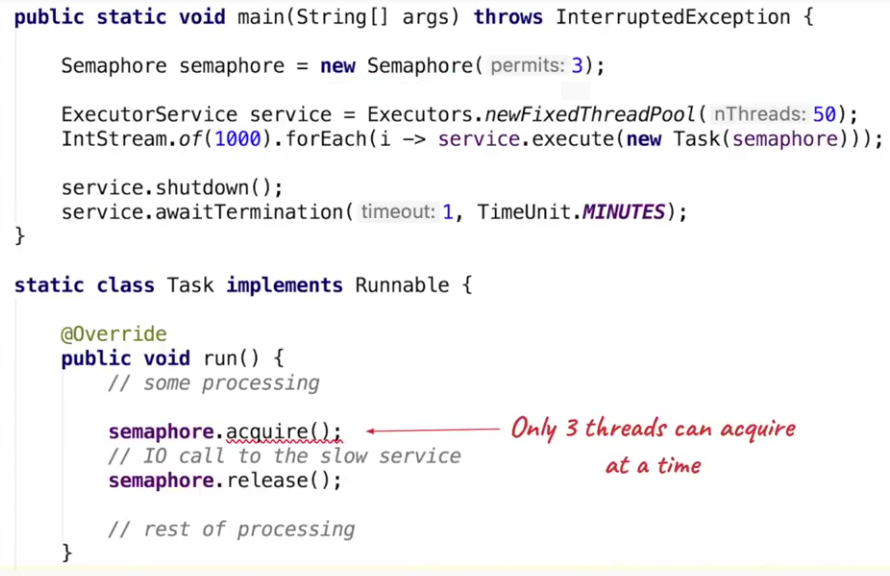 public static void main(String[] args) throws InterruptedException {
Semaphore semaphore = new Semaphore( permits: 3);
ExecutorService service = Executors.newFixedThreadPool( nThreads: 50);
IntStream.of(1000).forEach(i -> service.execute(new Task(semaphore)));
service.shutdown();
service.awaitTermination( timeout: 1, TimeUnit.MINUTES);
}
static class Task implements Runnable {
@Override
public void run() {
// some processing
semaphore.acquire();
Only 3 threads can acquire
at a time
// IO call to the slow service
semaphore.release();
// rest of processing
}